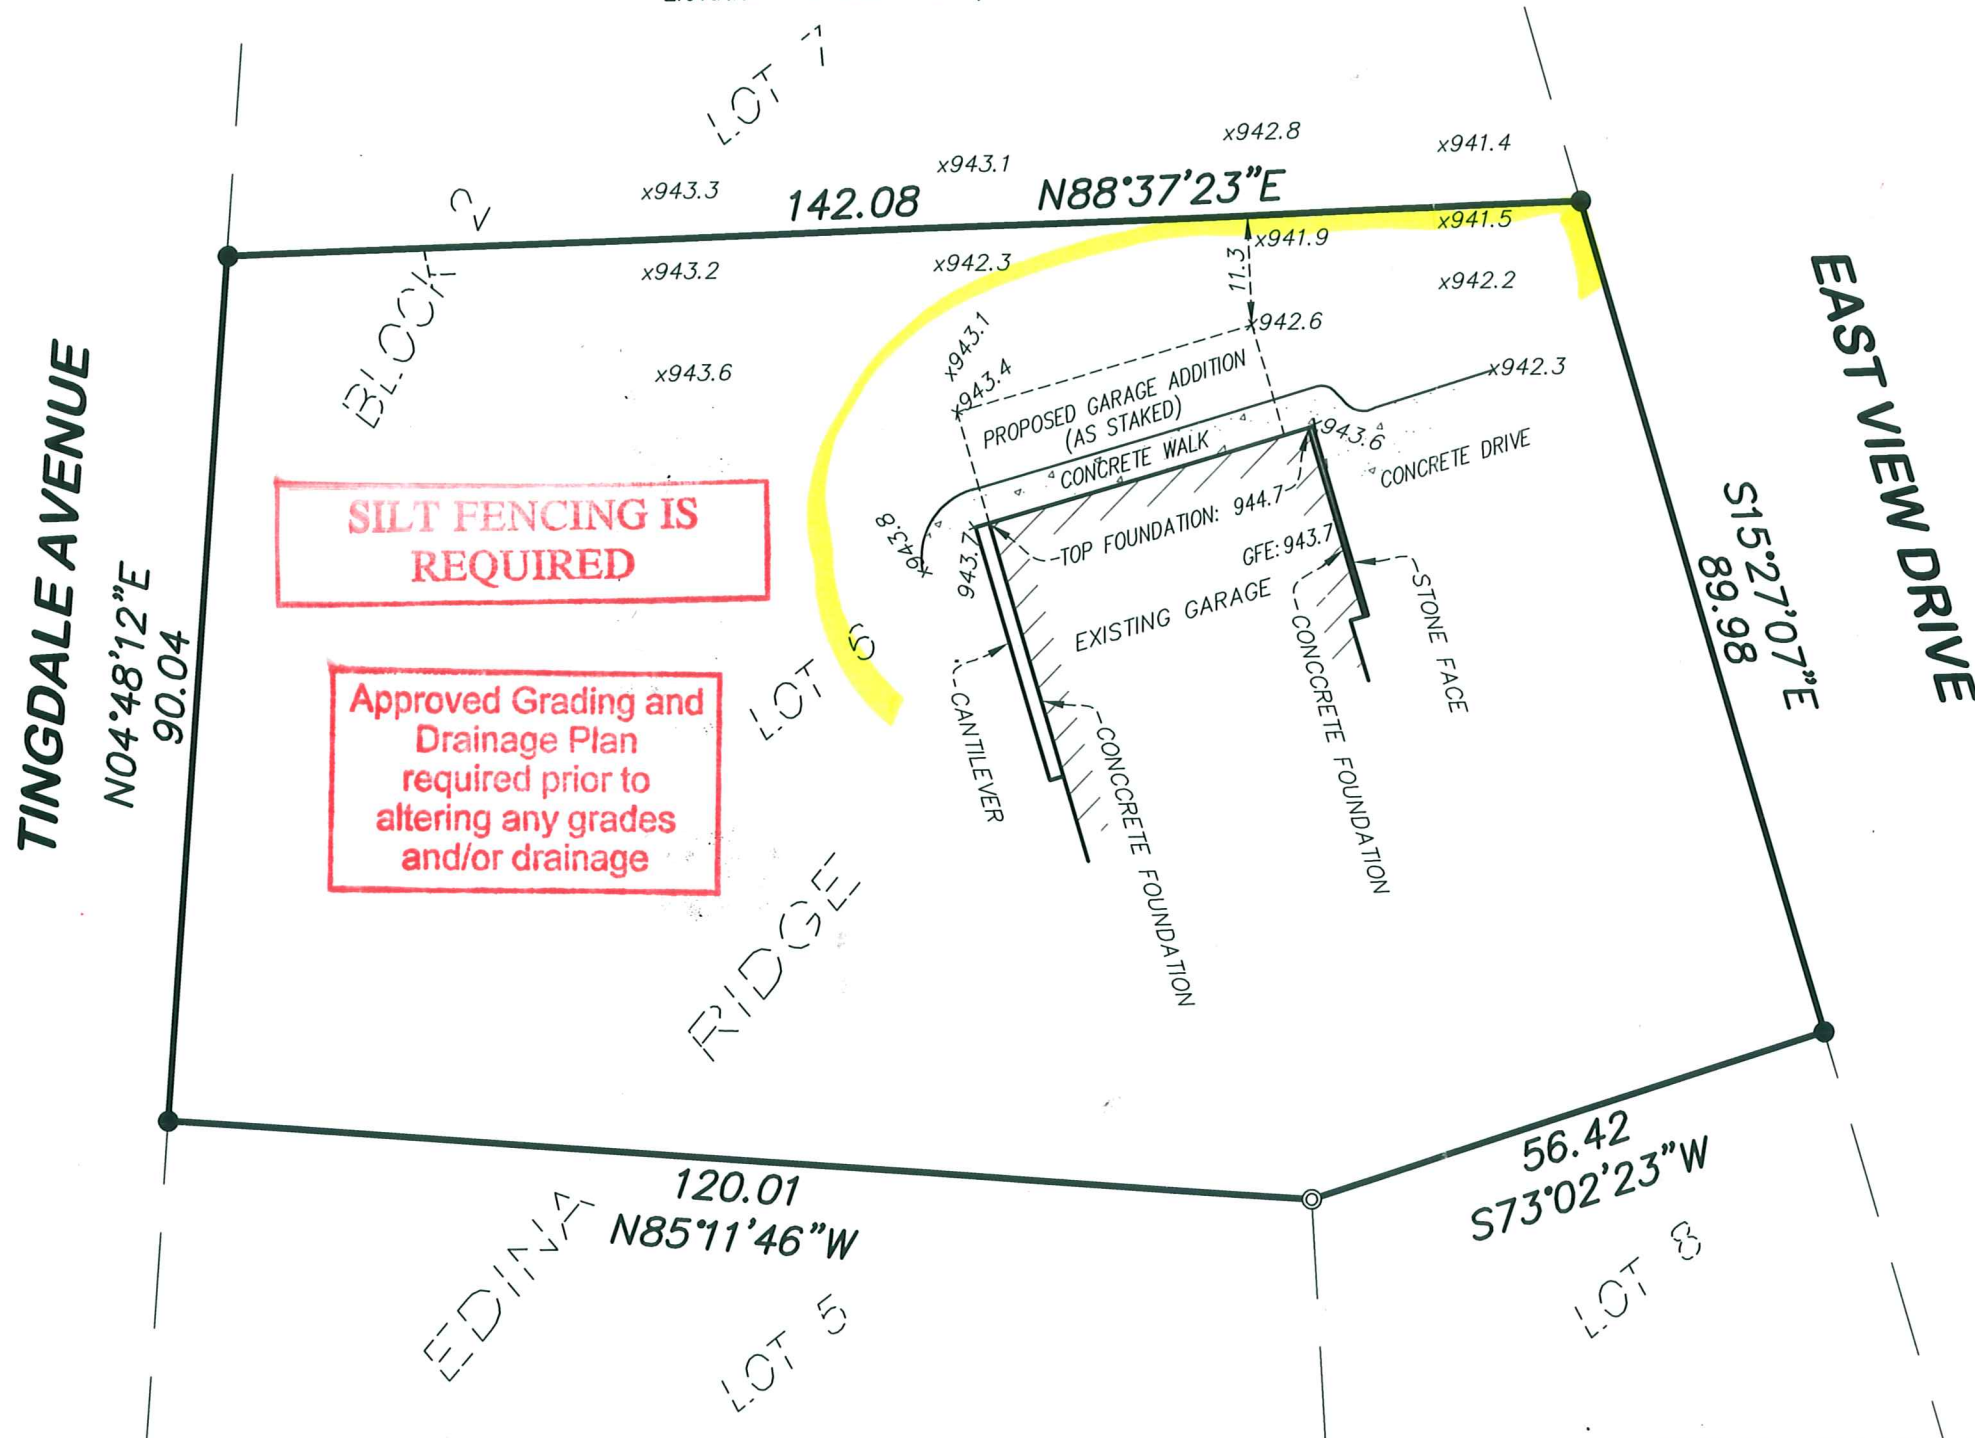 LOT 7
x942.8
x941.4
x943.1
x943.3
142.08
N88°37'23"E
BLOCK 2
x941.5
x941.9
x942.3
x943.2
x942.2
11.3
x942.6
x943.1
x943.4
x943.6
x942.3
PROPOSED GARAGE ADDITION
(AS STAKED)
CONCRETE WALK
x943.6
CONCRETE DRIVE
EAST VIEW DRIVE
S15°27'07"E
89.98
TINGDALE AVENUE
N04°48'12"E
90.04
SILT FENCING IS
REQUIRED
x943.8
943.7
TOP FOUNDATION: 944.7
GFE: 943.7
EXISTING GARAGE
STONE FACE
CONCCRETE FOUNDATION
CANTILEVER
CONCCRETE FOUNDATION
LOT 6
Approved Grading and
Drainage Plan
required prior to
altering any grades
and/or drainage
EDINA RIDGE
120.01
N85°11'46"W
56.42
S73°02'23"W
LOT 5
LOT 8